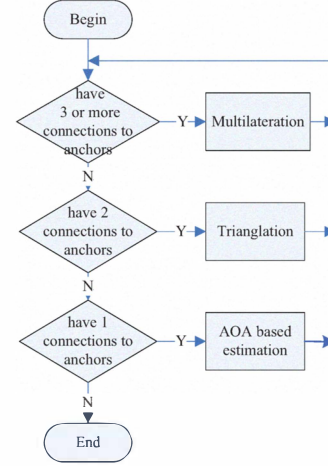 Begin
have
3 or more
connections to
anchors
Y
Multilateration
N
have 2
connections to
anchors
Y
Trianglation
N
have 1
connections to
anchors
Y
AOA based
estimation
N
End